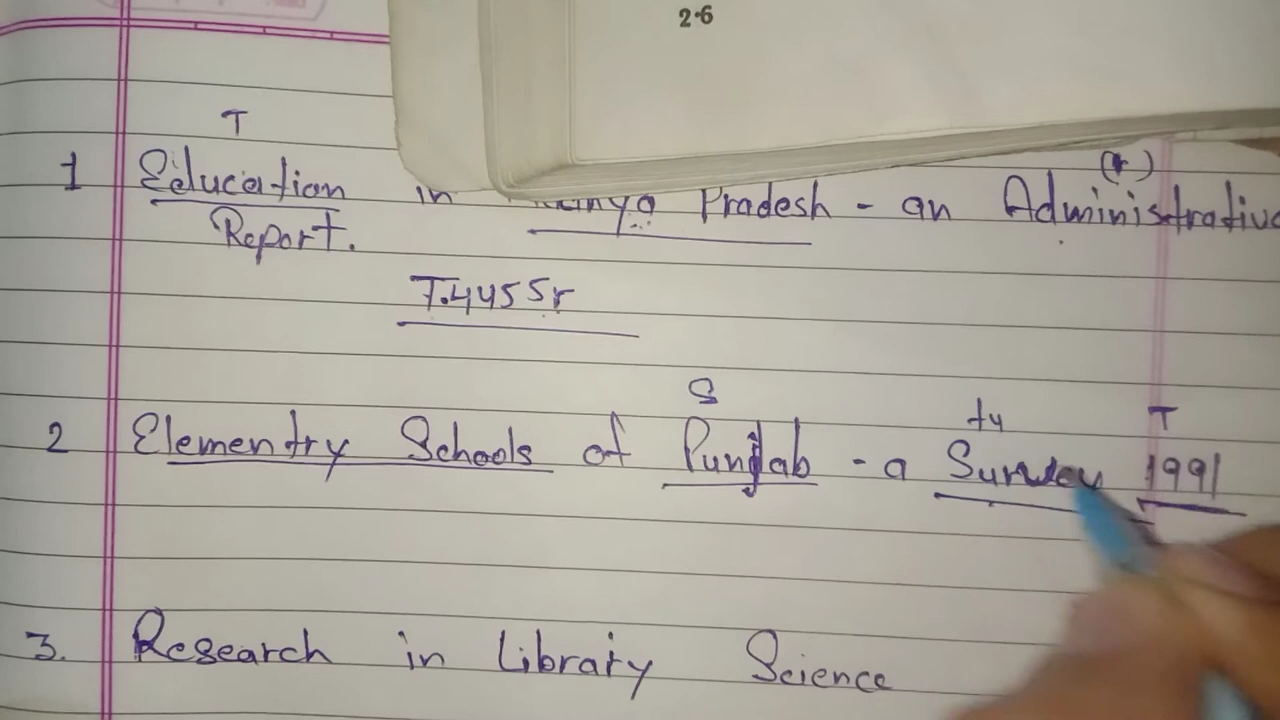 2.6
T
(r)
1 Education in Pradesh - an Administrative
Report.
T.4455r
S ty T
2 Elementry Schools of Punjab - a Survey 1991
3. Research in Library Science